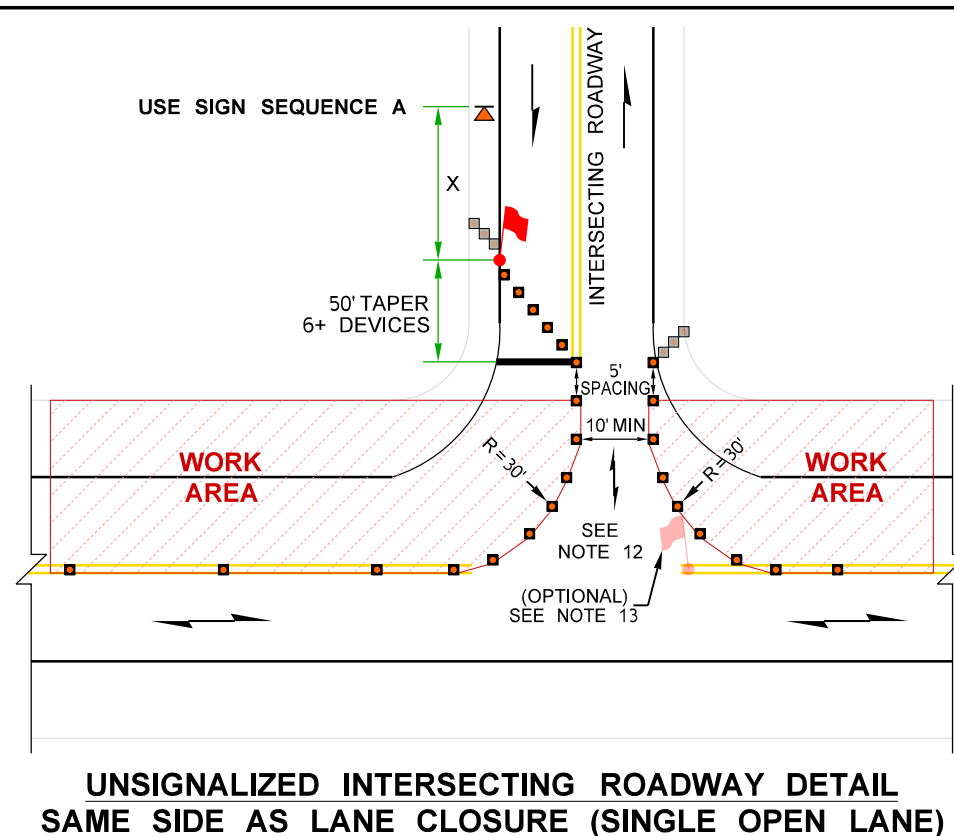 USE SIGN SEQUENCE A
X
INTERSECTING ROADWAY
50' TAPER
6+ DEVICES
5'
SPACING
10' MIN
R = 30'
R = 30'
WORK
AREA
WORK
AREA
SEE
NOTE 12
(OPTIONAL)
SEE NOTE 13
UNSIGNALIZED INTERSECTING ROADWAY DETAIL
SAME SIDE AS LANE CLOSURE (SINGLE OPEN LANE)